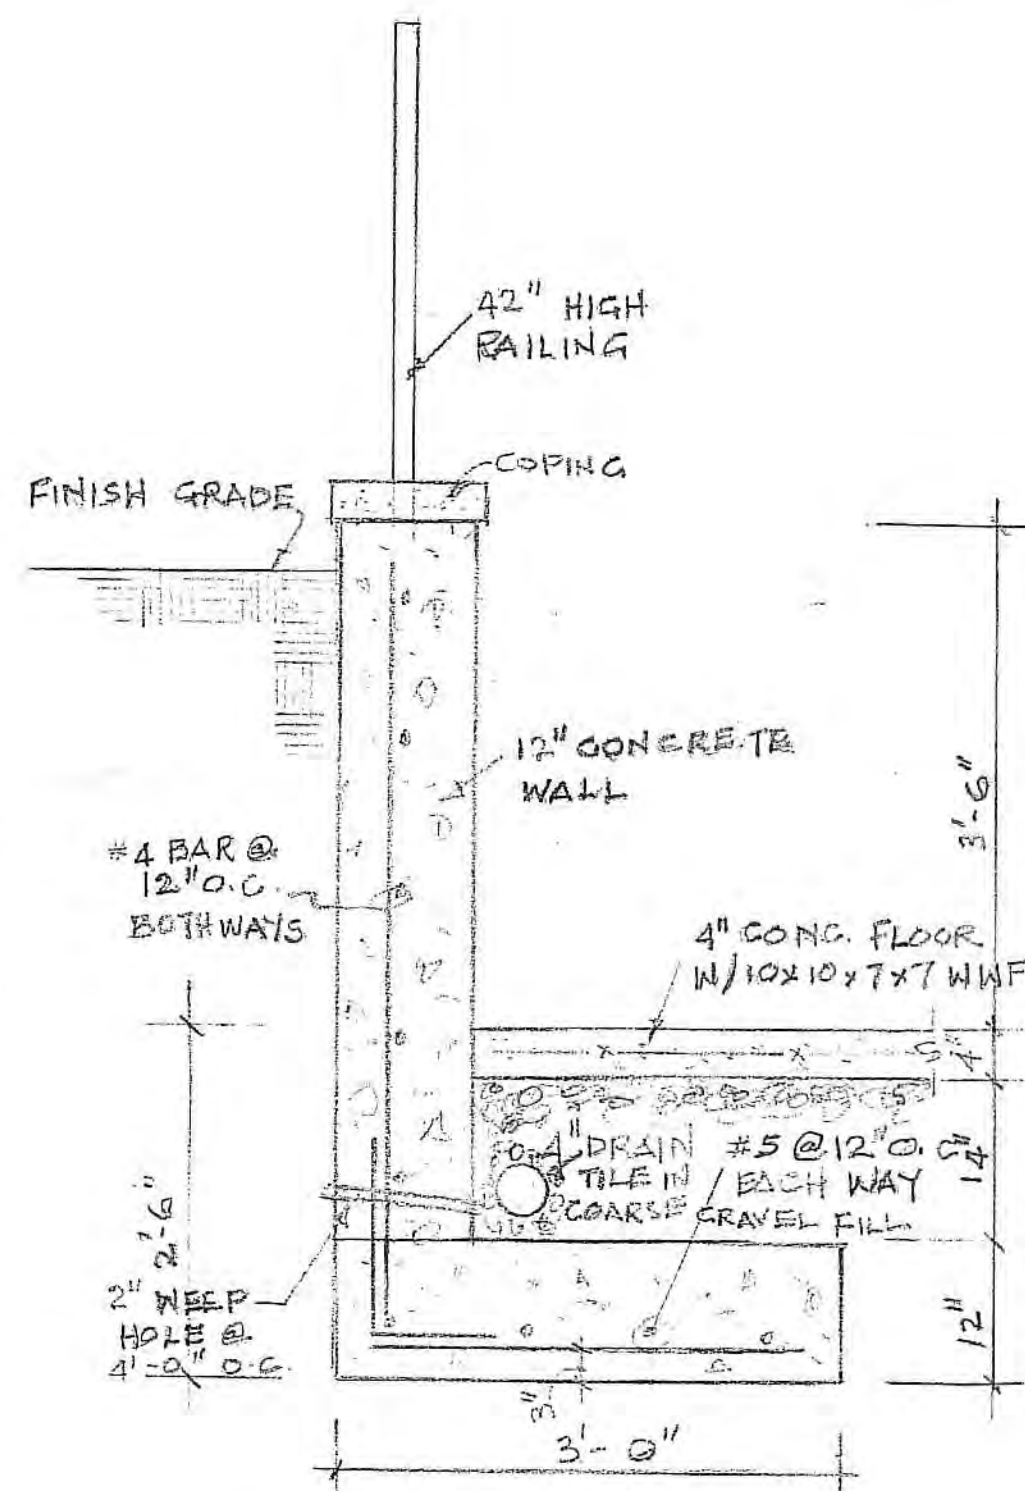 42" HIGH
RAILING
COPING
FINISH GRADE
12" CONCRETE
WALL
3'-6"
#4 BAR @
12" O.C.
BOTH WAYS
4" CONC. FLOOR
W/10x10x7x7 WWF
4"
4" DRAIN
TILE IN
COARSE GRAVEL FILL
#5 @ 12" O.C.
EACH WAY
14"
2'-6"
2" WEEP
HOLE @
4'-0" O.C.
12"
3"
3'-0"